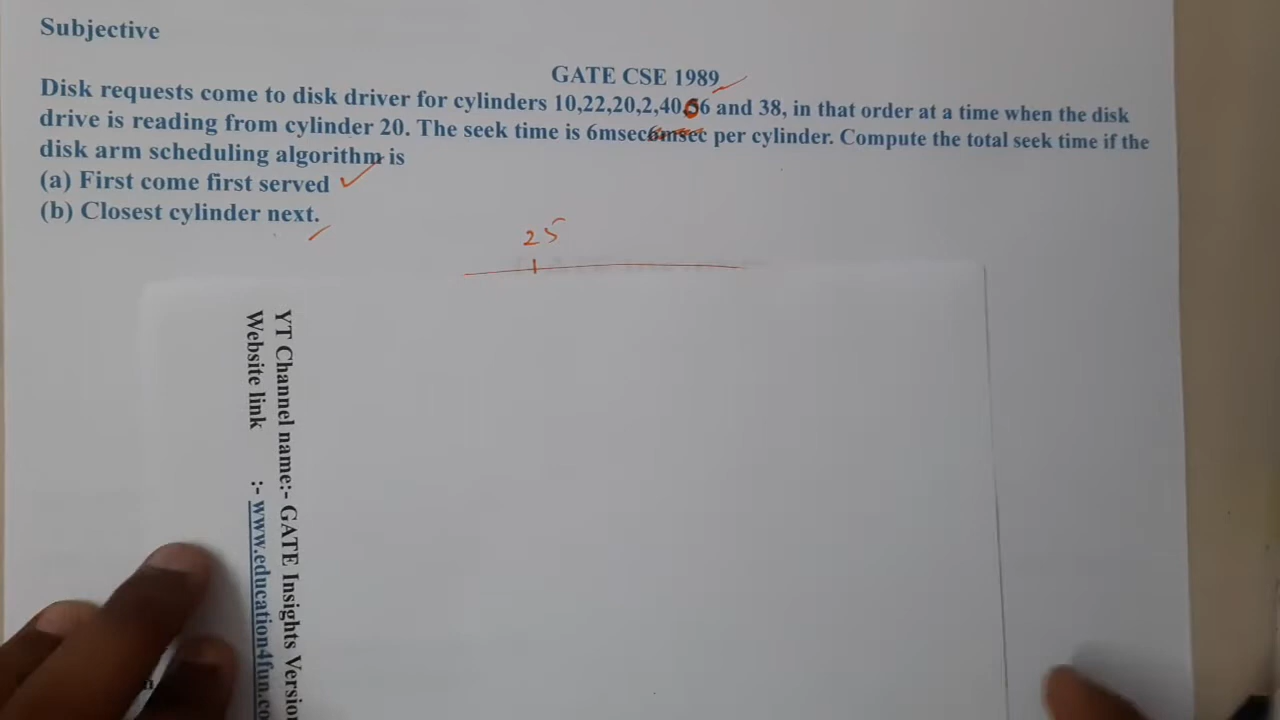 Subjective
GATE CSE 1989
Disk requests come to disk driver for cylinders 10,22,20,2,40 6 and 38, in that order at a time when the disk
drive is reading from cylinder 20. The seek time is 6msec6msec per cylinder. Compute the total seek time if the
disk arm scheduling algorithm is
(a) First come first served
(b) Closest cylinder next.
25
YT Channel name:- GATE Insights Versio
Website link :- www.education4fun.co